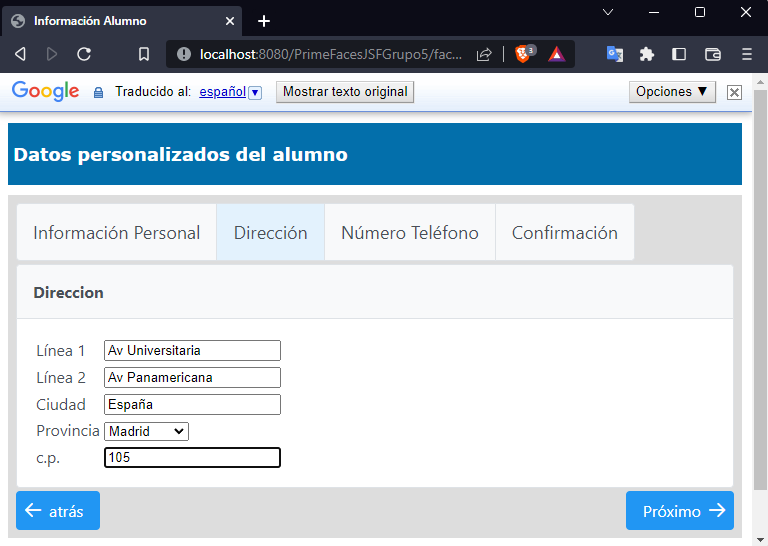 Información Alumno
localhost:8080/PrimeFacesJSFGrupo5/fac...
3
Google Traducido al: español Mostrar texto original Opciones ▼
Datos personalizados del alumno
Información Personal Dirección Número Teléfono Confirmación
Direccion
Línea 1 Av Universitaria
Línea 2 Av Panamericana
Ciudad España
Provincia Madrid
c.p. 105
atrás Próximo